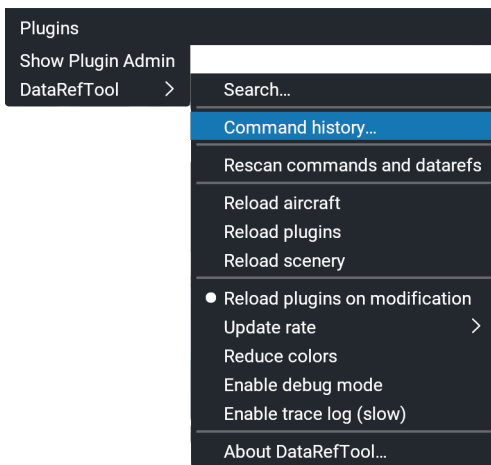 Plugins
Show Plugin Admin
DataRefTool
Search…
Command history…
Rescan commands and datarefs
Reload aircraft
Reload plugins
Reload scenery
Reload plugins on modification
Update rate
Reduce colors
Enable debug mode
Enable trace log (slow)
About DataRefTool…